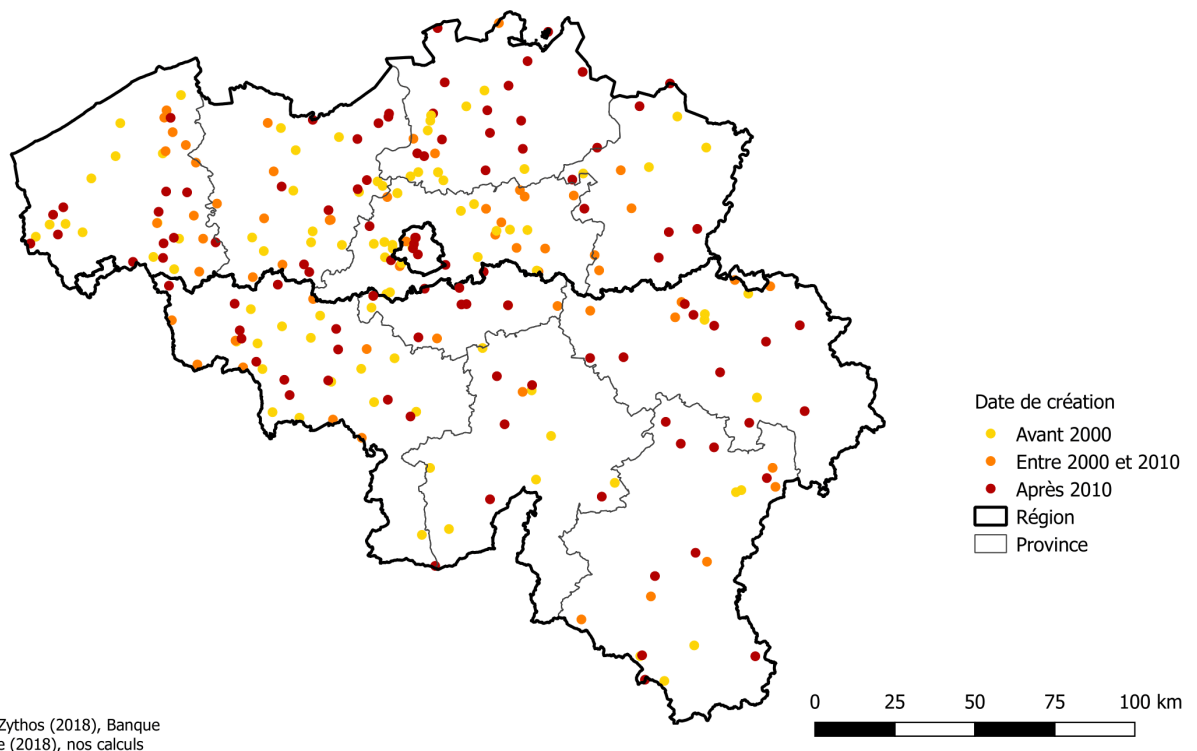 Date de création
Avant 2000
Entre 2000 et 2010
Après 2010
Région
Province
0 25 50 75 100 km
Zythos (2018), Banque
(2018), nos calculs